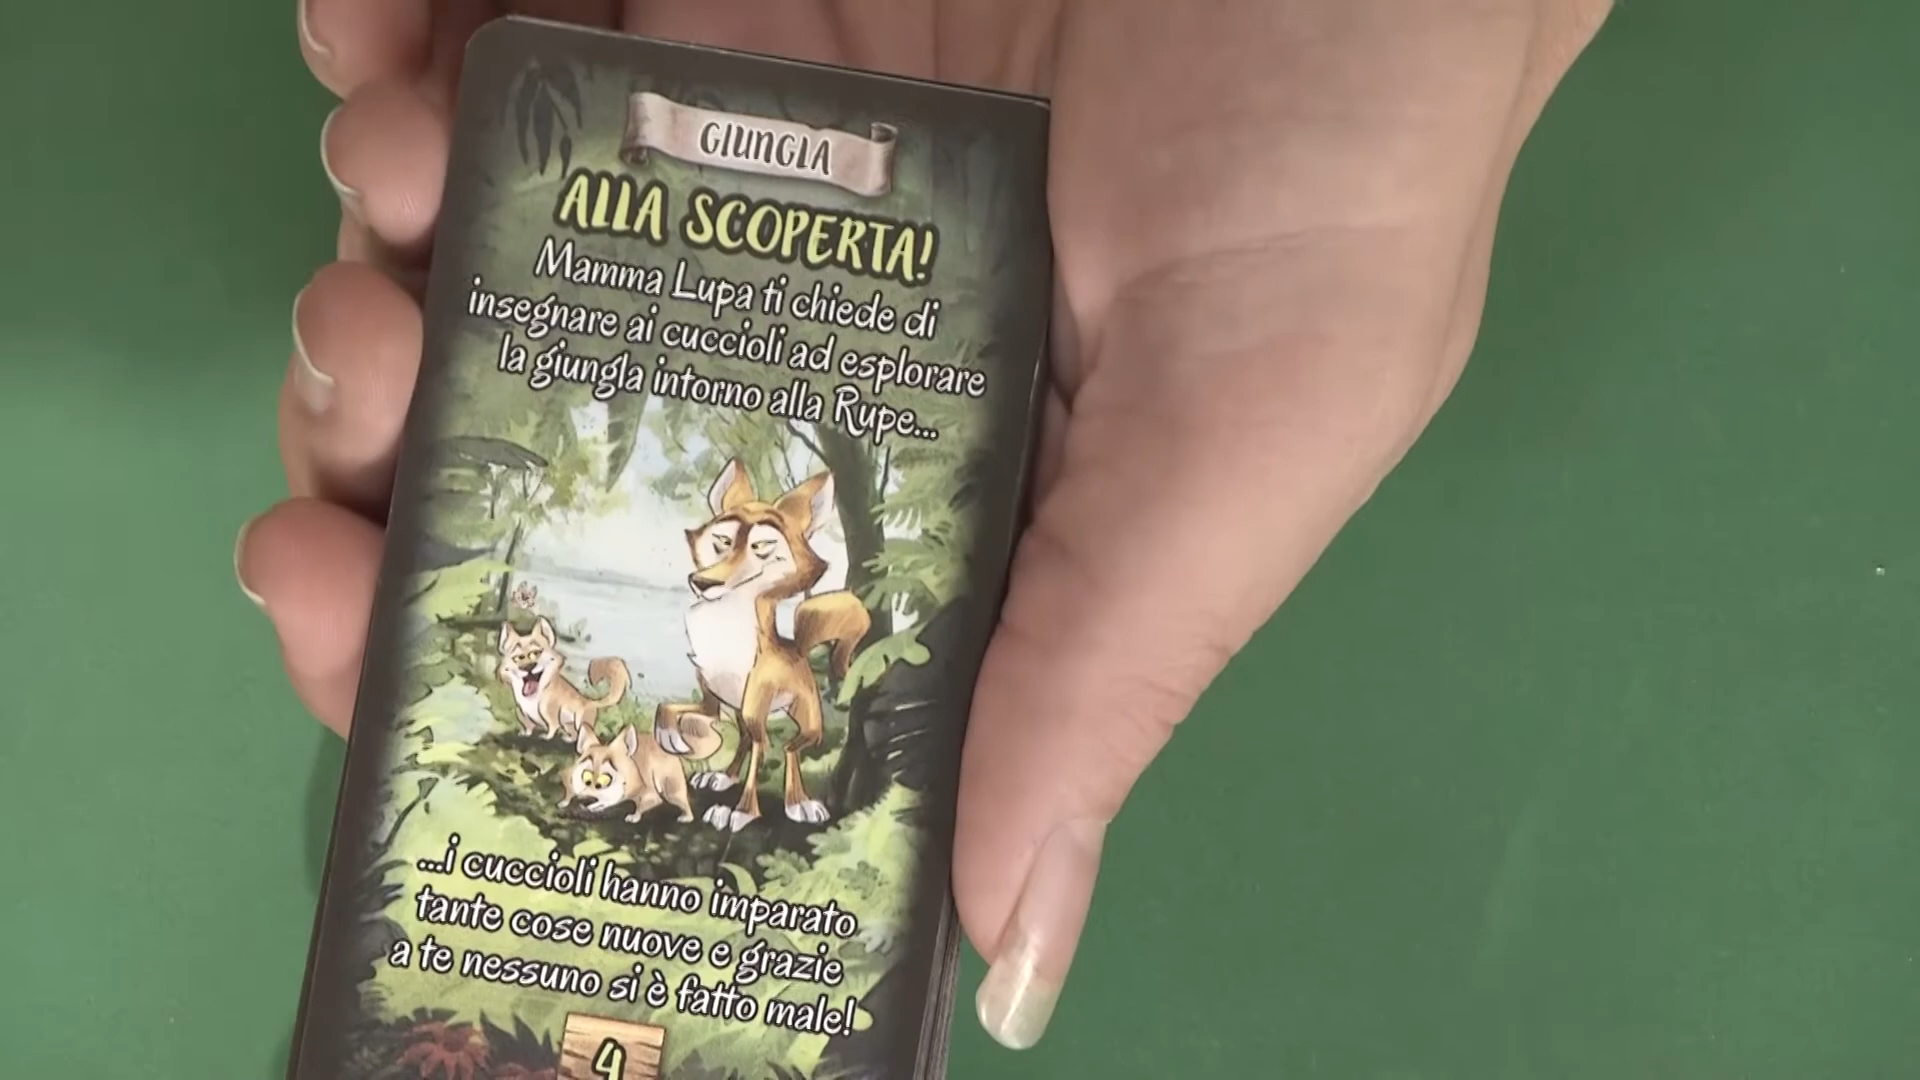 GIUNGLA
ALLA SCOPERTA!
Mamma Lupa ti chiede di
insegnare ai cuccioli ad esplorare
la giungla intorno alla Rupe...
...i cuccioli hanno imparato
tante cose nuove e grazie
a te nessuno si è fatto male!
4